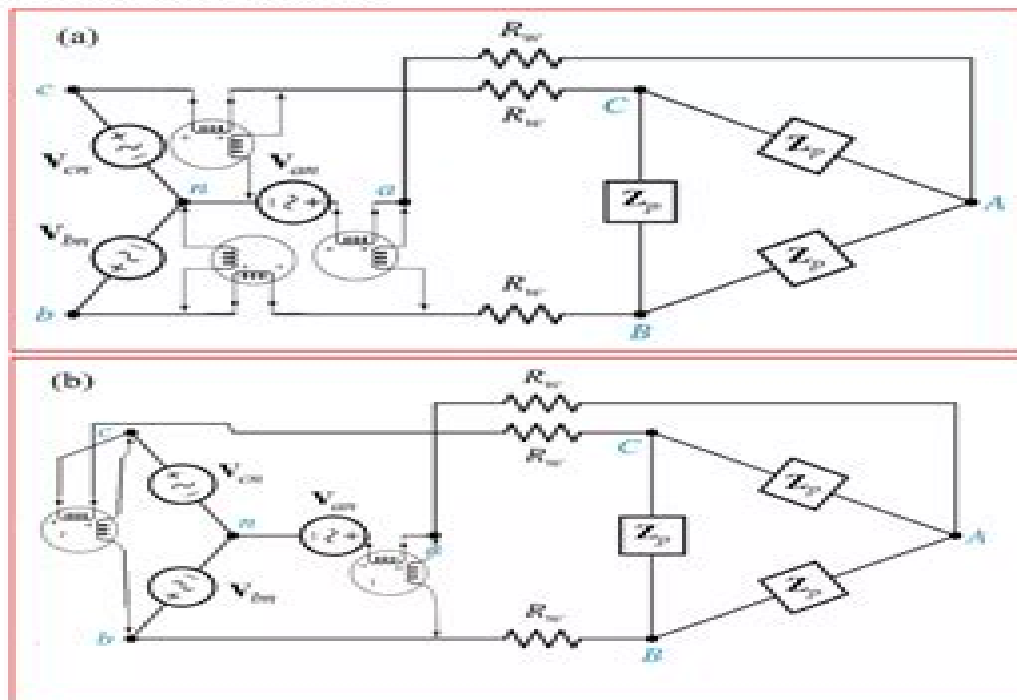 (a)
R_w
c
R_w
C
Z_P
V_cn
V_an
n
a
Z_P
A
V_bn
Z_P
R_w
b
B
(b)
R_w
c
R_w
C
V_cn
Z_P
V_an
n
Z_P
A
V_bn
Z_P
R_w
b
B